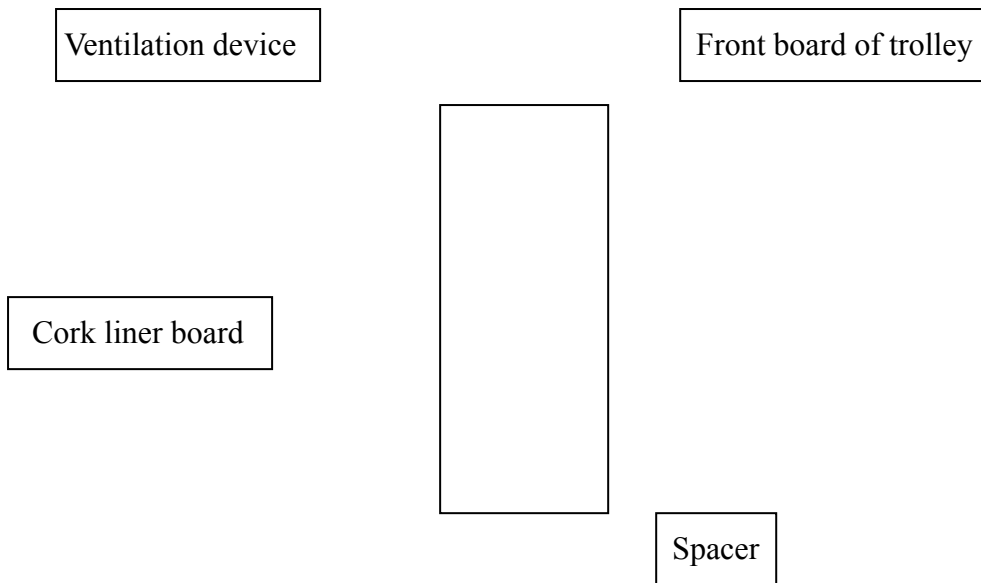 Ventilation device
Front board of trolley
Cork liner board
Spacer